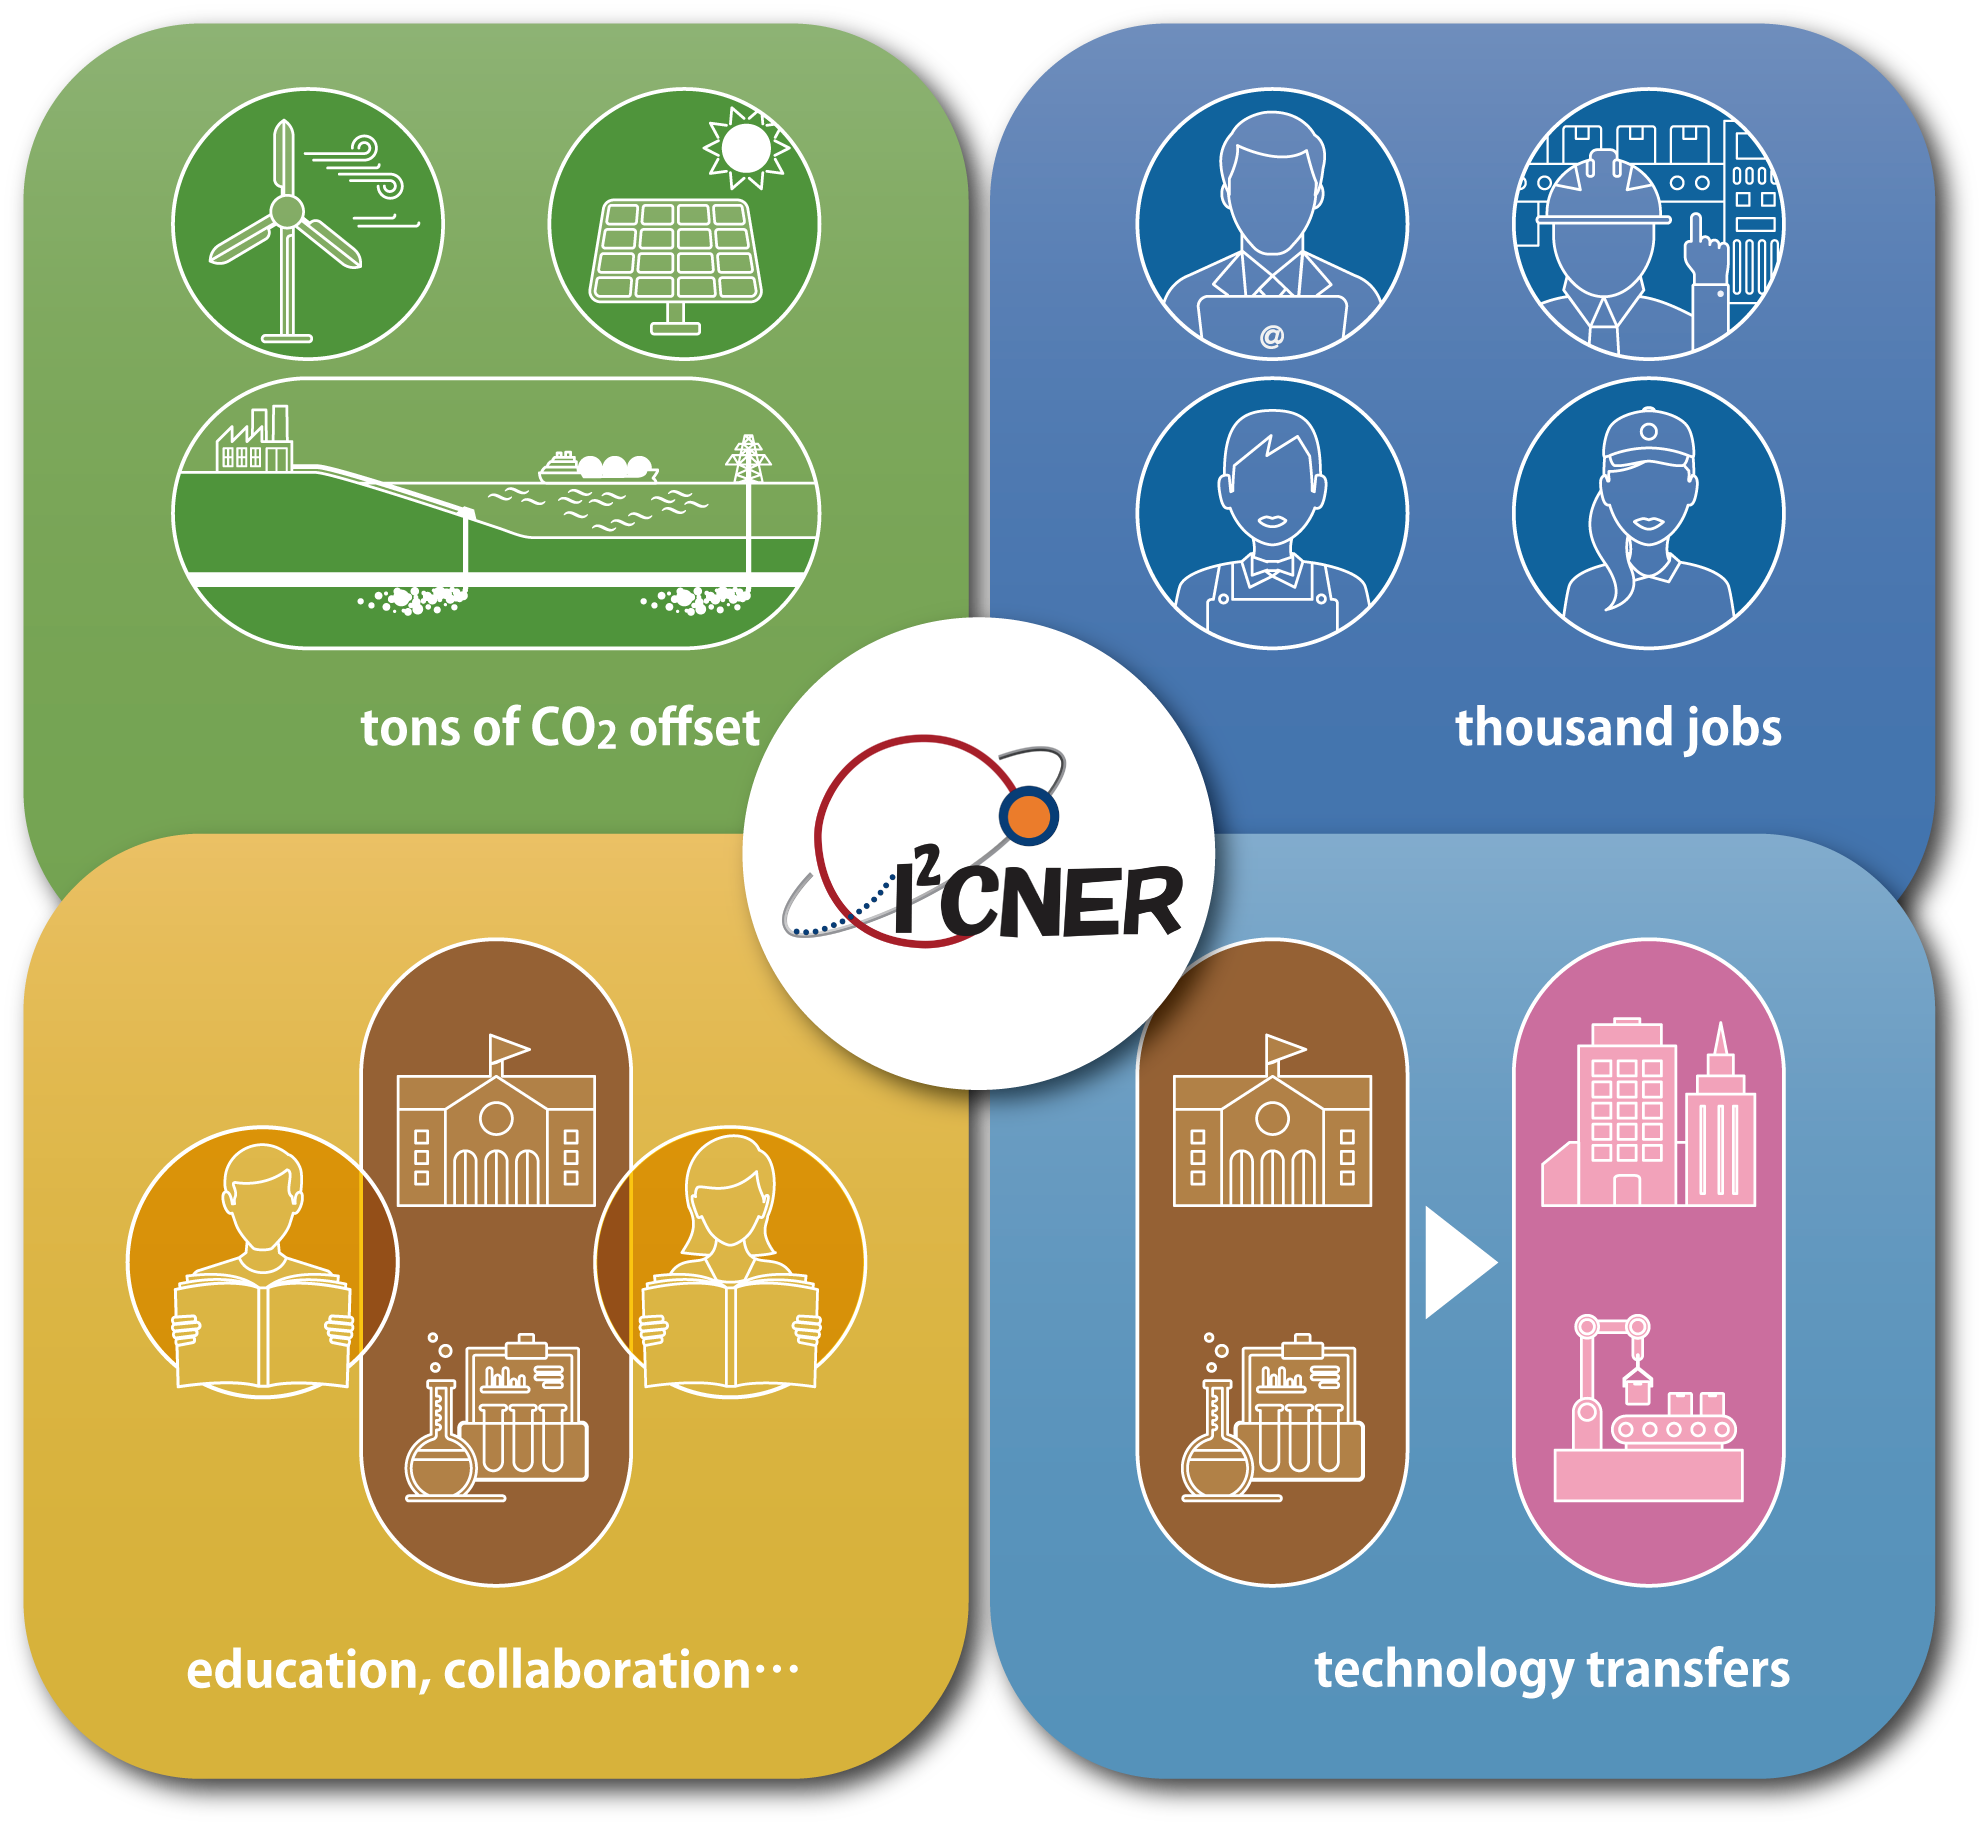 @
tons of CO₂ offset
thousand jobs
I²CNER
education, collaboration…
technology transfers